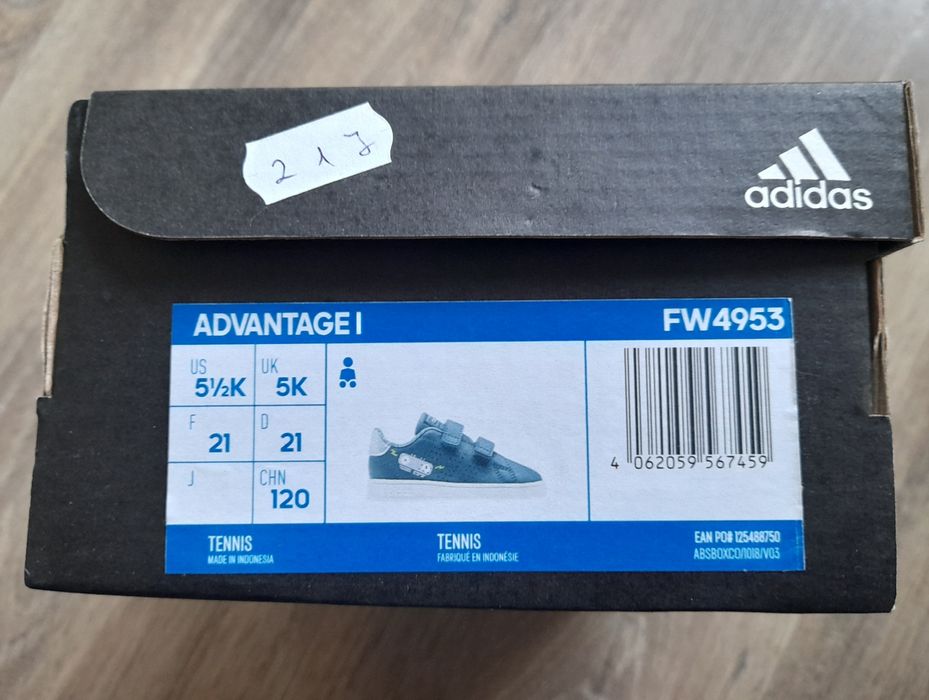 2 1 7
adidas
ADVANTAGE I FW4953
US 5½K UK 5K
F 21 D 21
J CHN 120
4 062059 567459
TENNIS
MADE IN INDONESIA
TENNIS
FABRIQUÉ EN INDONÉSIE
EAN PO# 125488750
ABSBOXCO/1018/V03